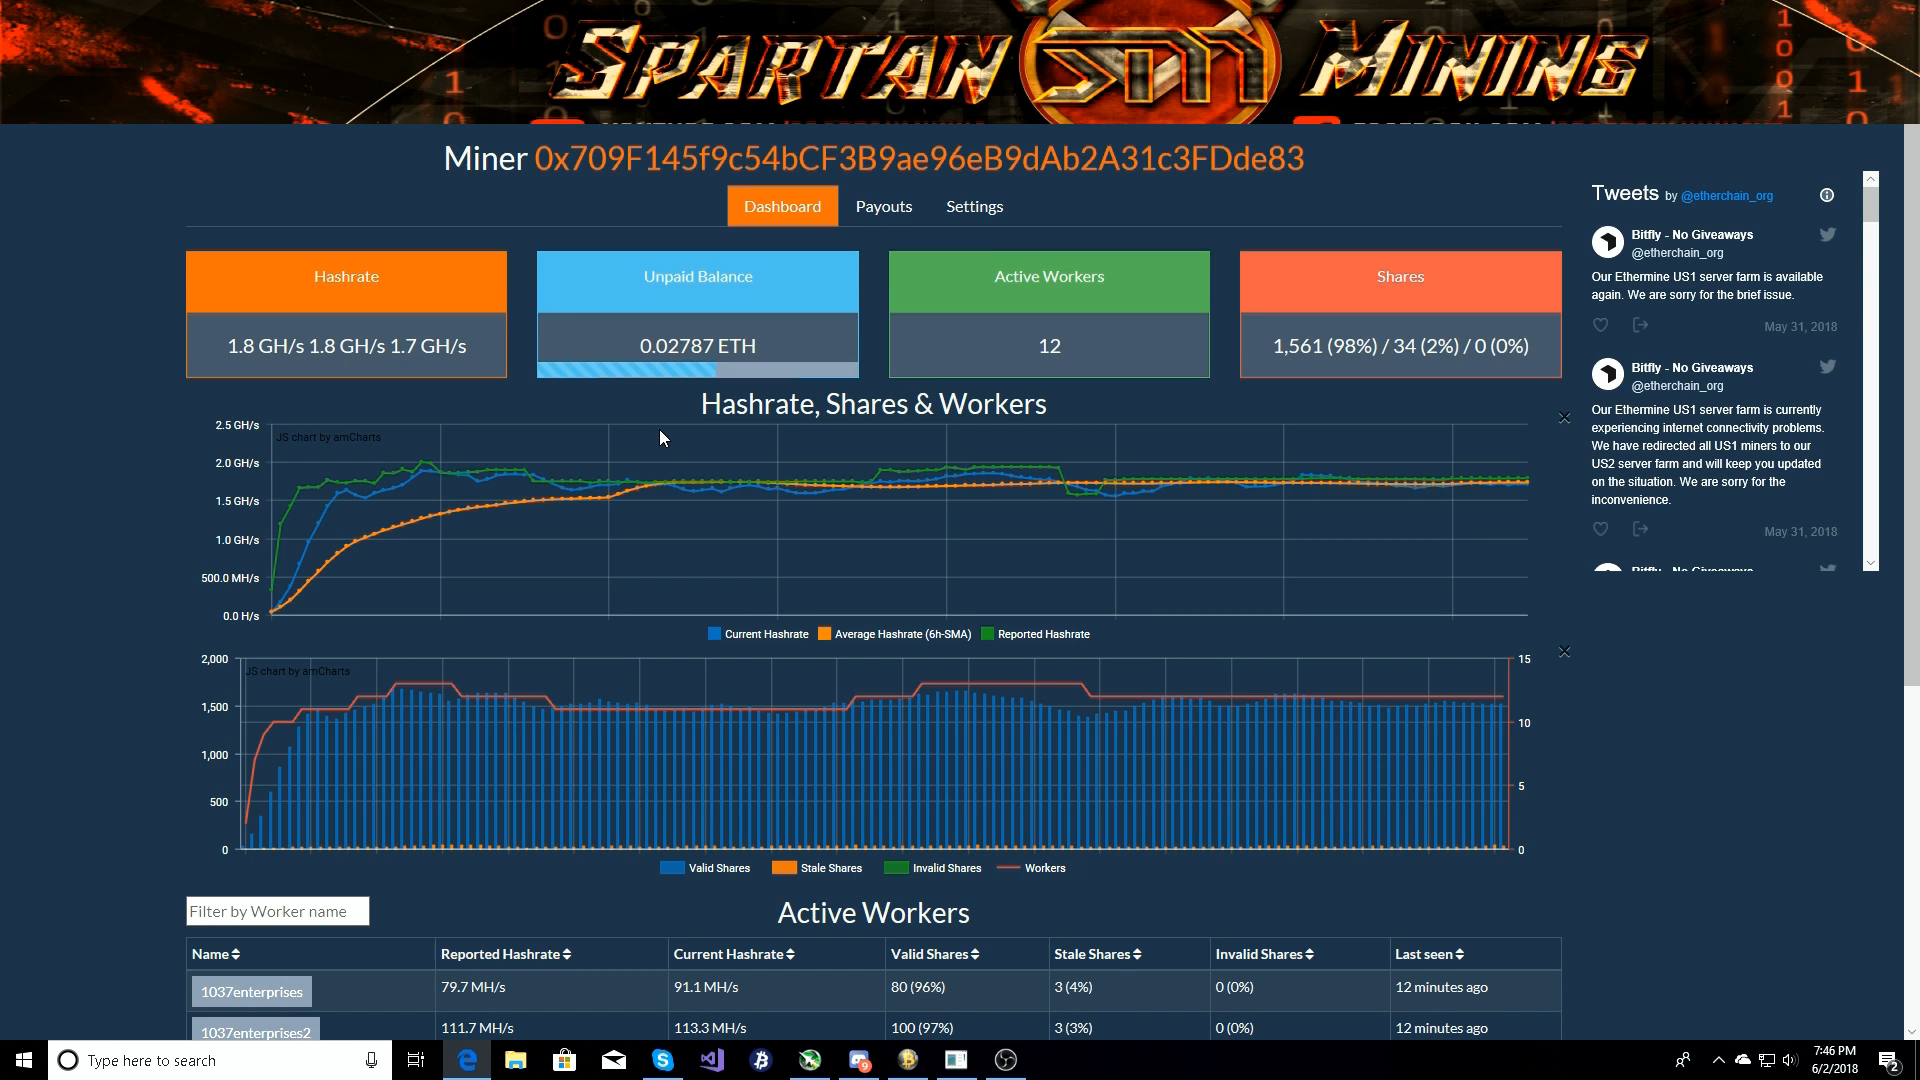 SPARTAN SM MINING
Miner 0x709F145f9c54bCF3B9ae96eB9dAb2A31c3FDde83
Dashboard Payouts Settings
Hashrate
1.8 GH/s 1.8 GH/s 1.7 GH/s
Unpaid Balance
0.02787 ETH
Active Workers
12
Shares
1,561 (98%) / 34 (2%) / 0 (0%)
Tweets by @etherchain_org
Bitfly - No Giveaways
@etherchain_org
Our Ethermine US1 server farm is available
again. We are sorry for the brief issue.
May 31, 2018
Bitfly - No Giveaways
@etherchain_org
Our Ethermine US1 server farm is currently
experiencing internet connectivity problems.
We have redirected all US1 miners to our
US2 server farm and will keep you updated
on the situation. We are sorry for the
inconvenience.
May 31, 2018
Bitfly - No Giveaways
Hashrate, Shares & Workers
JS chart by amCharts
2.5 GH/s
2.0 GH/s
1.5 GH/s
1.0 GH/s
500.0 MH/s
0.0 H/s
Current Hashrate Average Hashrate (6h-SMA) Reported Hashrate
JS chart by amCharts
2,000
1,500
1,000
500
0
15
10
5
0
Valid Shares Stale Shares Invalid Shares Workers
Filter by Worker name
Active Workers
Name Reported Hashrate Current Hashrate Valid Shares Stale Shares Invalid Shares Last seen
1037enterprises 79.7 MH/s 91.1 MH/s 80 (96%) 3 (4%) 0 (0%) 12 minutes ago
1037enterprises2 111.7 MH/s 113.3 MH/s 100 (97%) 3 (3%) 0 (0%) 12 minutes ago
Type here to search
9
7:46 PM
6/2/2018
2